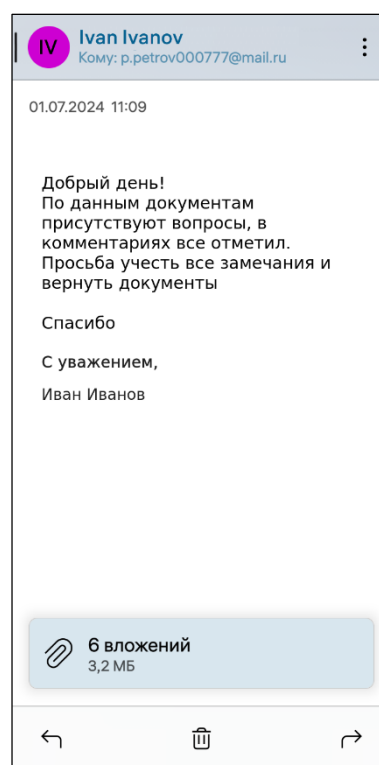 IV
Ivan Ivanov
Кому: p.petrov000777@mail.ru
01.07.2024 11:09
Добрый день!
По данным документам
присутствуют вопросы, в
комментариях все отметил.
Просьба учесть все замечания и
вернуть документы
Спасибо
С уважением,
Иван Иванов
6 вложений
3,2 МБ